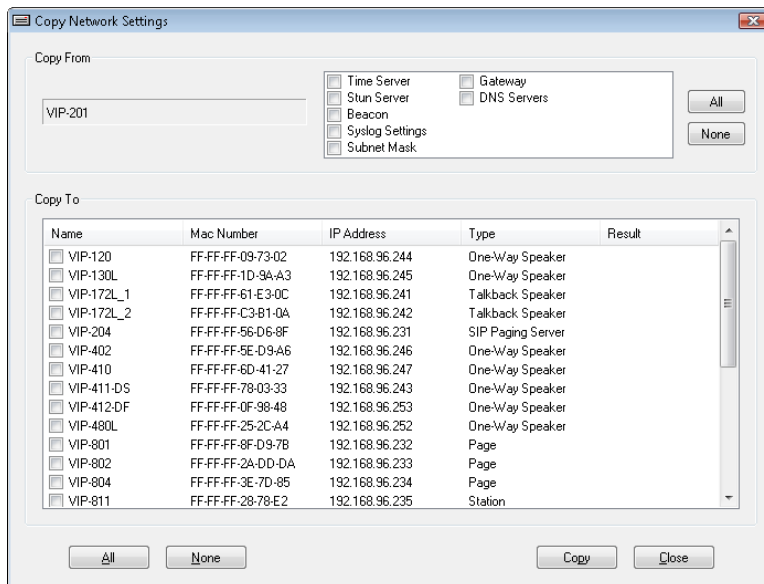 Copy Network Settings
Copy From
VIP-201
Time Server
Stun Server
Beacon
Syslog Settings
Subnet Mask
Gateway
DNS Servers
All
None
Copy To
Name Mac Number IP Address Type Result
VIP-120 FF-FF-FF-09-73-02 192.168.96.244 One-Way Speaker
VIP-130L FF-FF-FF-1D-9A-A3 192.168.96.245 One-Way Speaker
VIP-172L_1 FF-FF-FF-61-E3-0C 192.168.96.241 Talkback Speaker
VIP-172L_2 FF-FF-FF-C3-B1-0A 192.168.96.242 Talkback Speaker
VIP-204 FF-FF-FF-56-D6-8F 192.168.96.231 SIP Paging Server
VIP-402 FF-FF-FF-5E-D9-A6 192.168.96.246 One-Way Speaker
VIP-410 FF-FF-FF-6D-41-27 192.168.96.247 One-Way Speaker
VIP-411-DS FF-FF-FF-78-03-33 192.168.96.243 One-Way Speaker
VIP-412-DF FF-FF-FF-0F-98-48 192.168.96.253 One-Way Speaker
VIP-480L FF-FF-FF-25-2C-A4 192.168.96.252 One-Way Speaker
VIP-801 FF-FF-FF-8F-D9-7B 192.168.96.232 Page
VIP-802 FF-FF-FF-2A-DD-DA 192.168.96.233 Page
VIP-804 FF-FF-FF-3E-7D-85 192.168.96.234 Page
VIP-811 FF-FF-FF-28-78-E2 192.168.96.235 Station
All None Copy Close